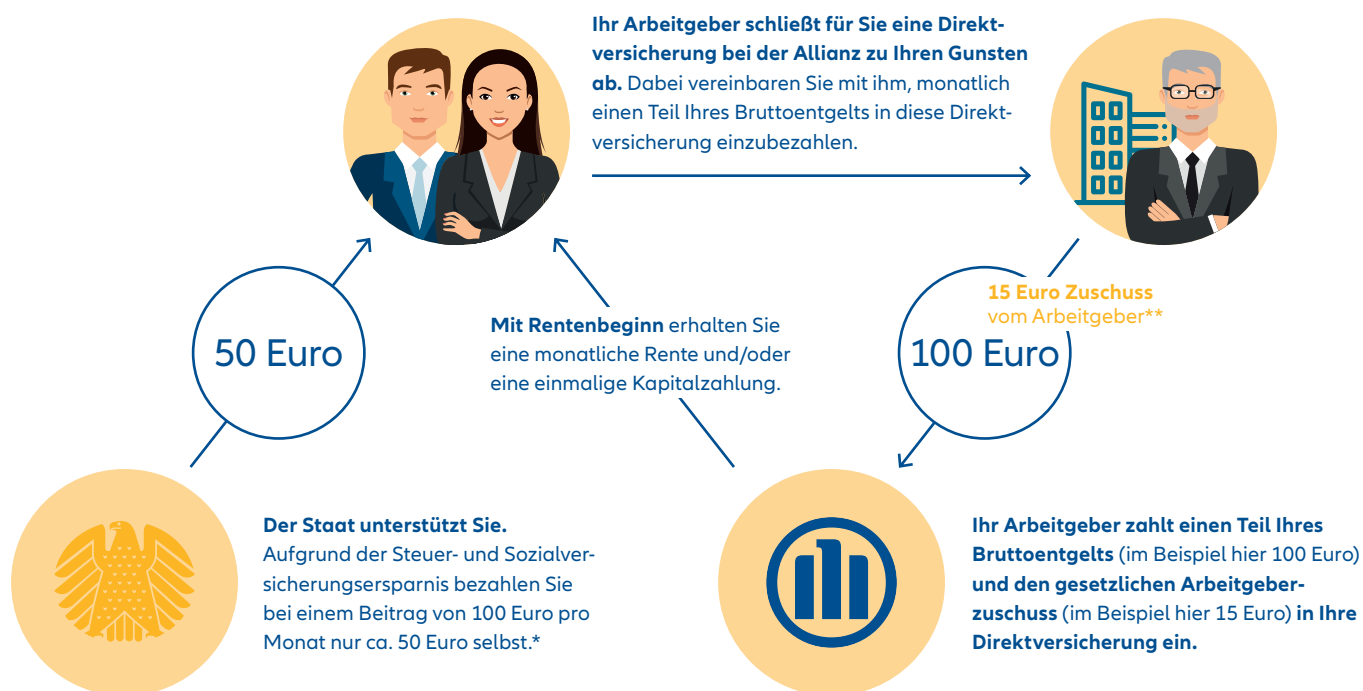 Ihr Arbeitgeber schließt für Sie eine Direkt-
versicherung bei der Allianz zu Ihren Gunsten
ab. Dabei vereinbaren Sie mit ihm, monatlich
einen Teil Ihres Bruttoentgelts in diese Direkt-
versicherung einzubezahlen.
50 Euro
Mit Rentenbeginn erhalten Sie
eine monatliche Rente und/oder
eine einmalige Kapitalzahlung.
15 Euro Zuschuss
vom Arbeitgeber**
100 Euro
Der Staat unterstützt Sie.
Aufgrund der Steuer- und Sozialver-
sicherungsersparnis bezahlen Sie
bei einem Beitrag von 100 Euro pro
Monat nur ca. 50 Euro selbst.*
Ihr Arbeitgeber zahlt einen Teil Ihres
Bruttoentgelts (im Beispiel hier 100 Euro)
und den gesetzlichen Arbeitgeber-
zuschuss (im Beispiel hier 15 Euro) in Ihre
Direktversicherung ein.